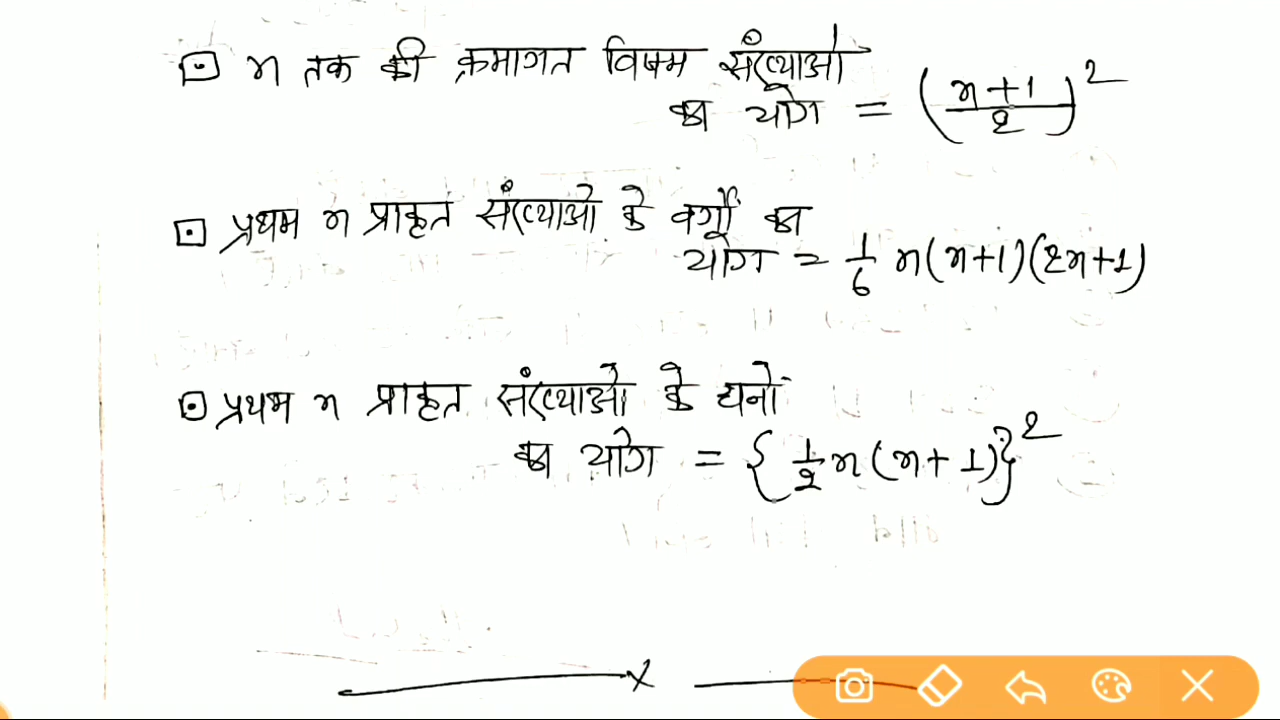 n तक की क्रमागत विषम संख्याओं
का योग = (n+1/2)²
प्रथम n प्राकृत संख्याओं के वर्गों का
योग = 1/6 n(n+1)(2n+1)
प्रथम n प्राकृत संख्याओं के घनों
का योग = {1/2 n(n+1)}²